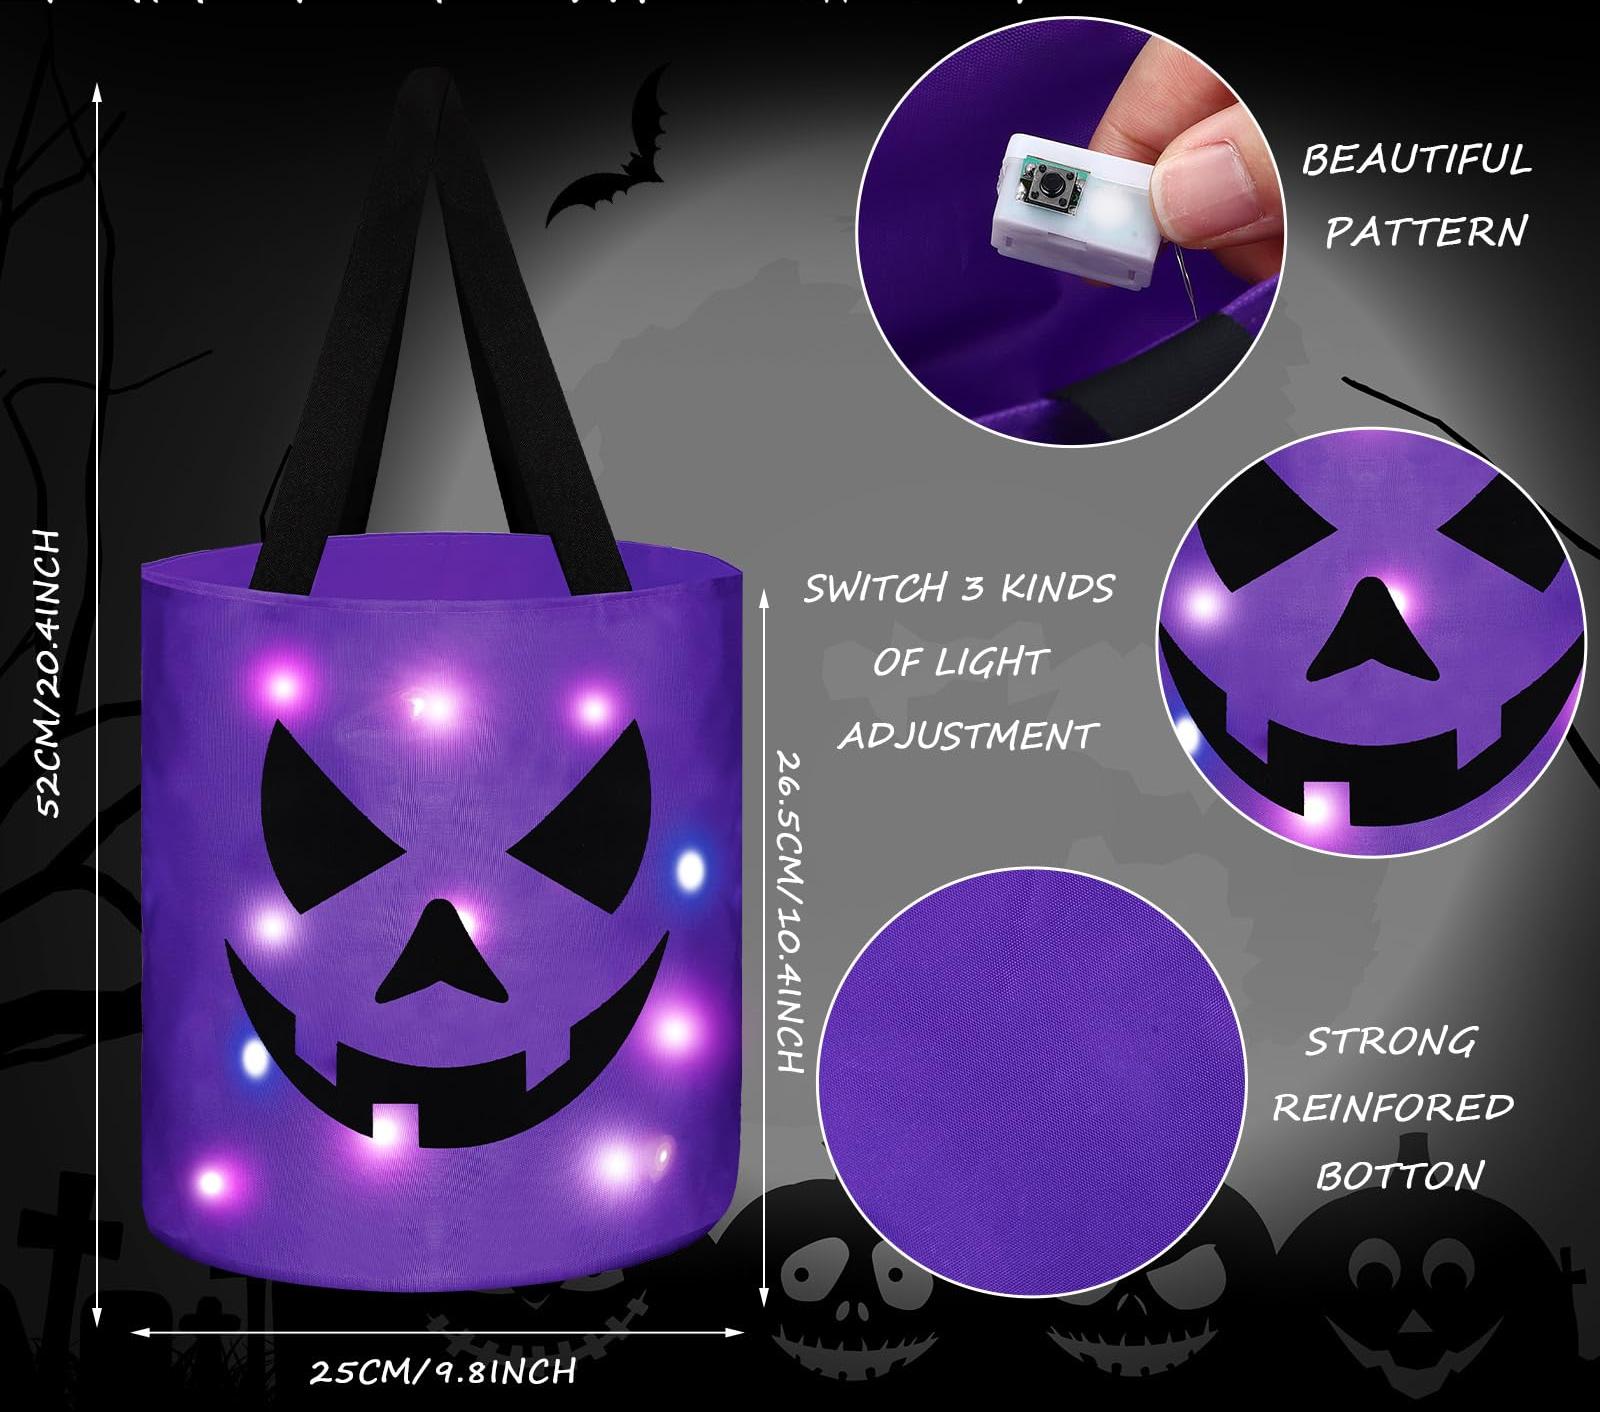 BEAUTIFUL
PATTERN
52CM/20.4INCH
SWITCH 3 KINDS
OF LIGHT
ADJUSTMENT
26.5CM/10.4INCH
STRONG
REINFORED
BOTTON
25CM/9.8INCH